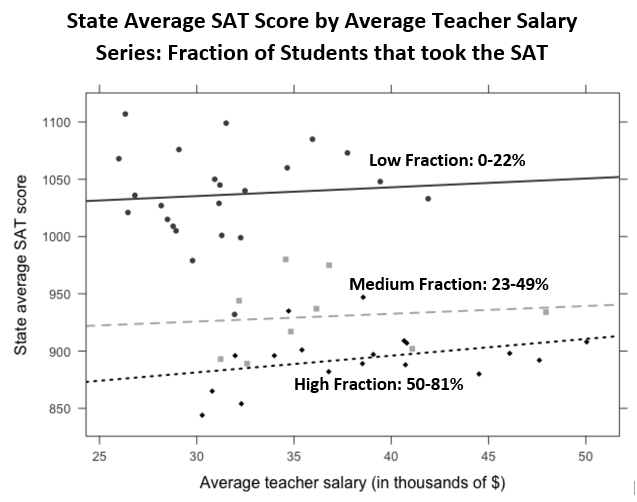 State Average SAT Score by Average Teacher Salary
Series: Fraction of Students that took the SAT
1100
1050
1000
950
900
850
State average SAT score
Low Fraction: 0-22%
Medium Fraction: 23-49%
High Fraction: 50-81%
25 30 35 40 45 50
Average teacher salary (in thousands of $)